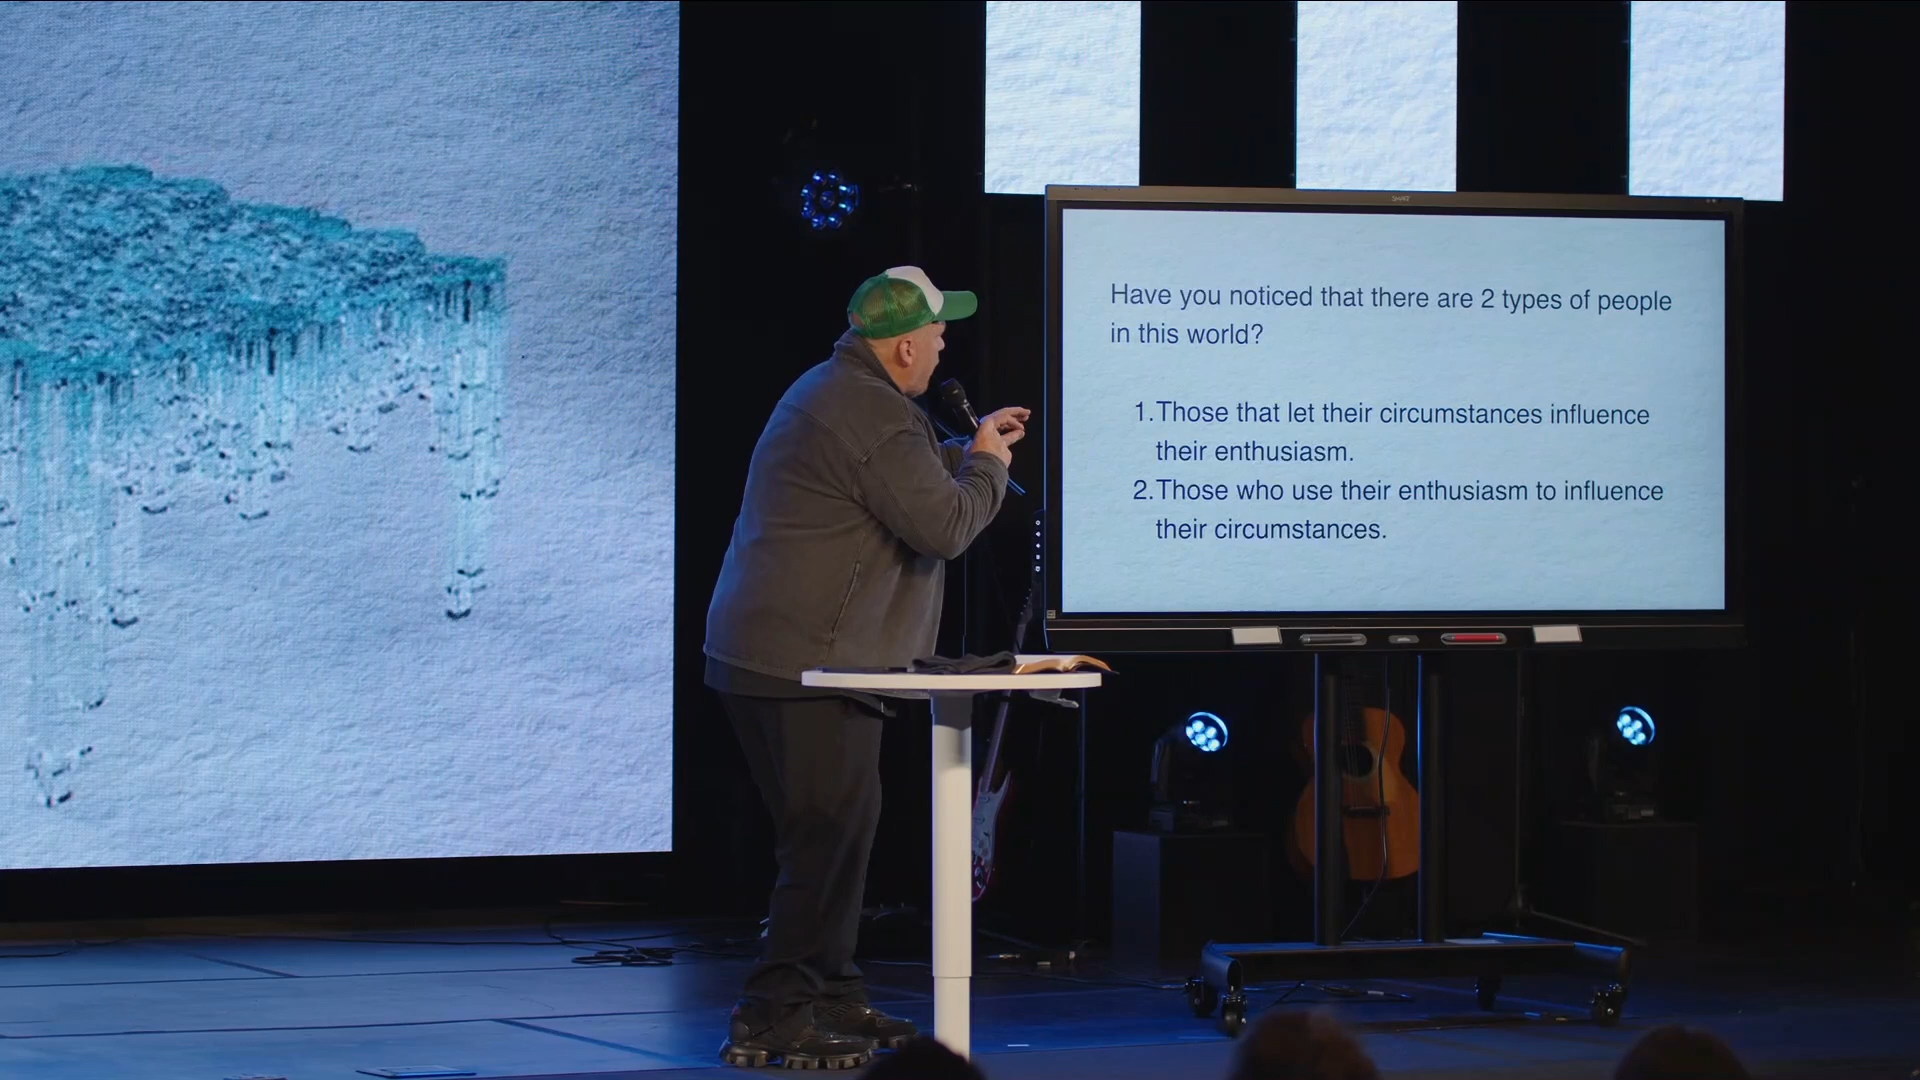 SMART
Have you noticed that there are 2 types of people
in this world?
1. Those that let their circumstances influence
their enthusiasm.
2. Those who use their enthusiasm to influence
their circumstances.